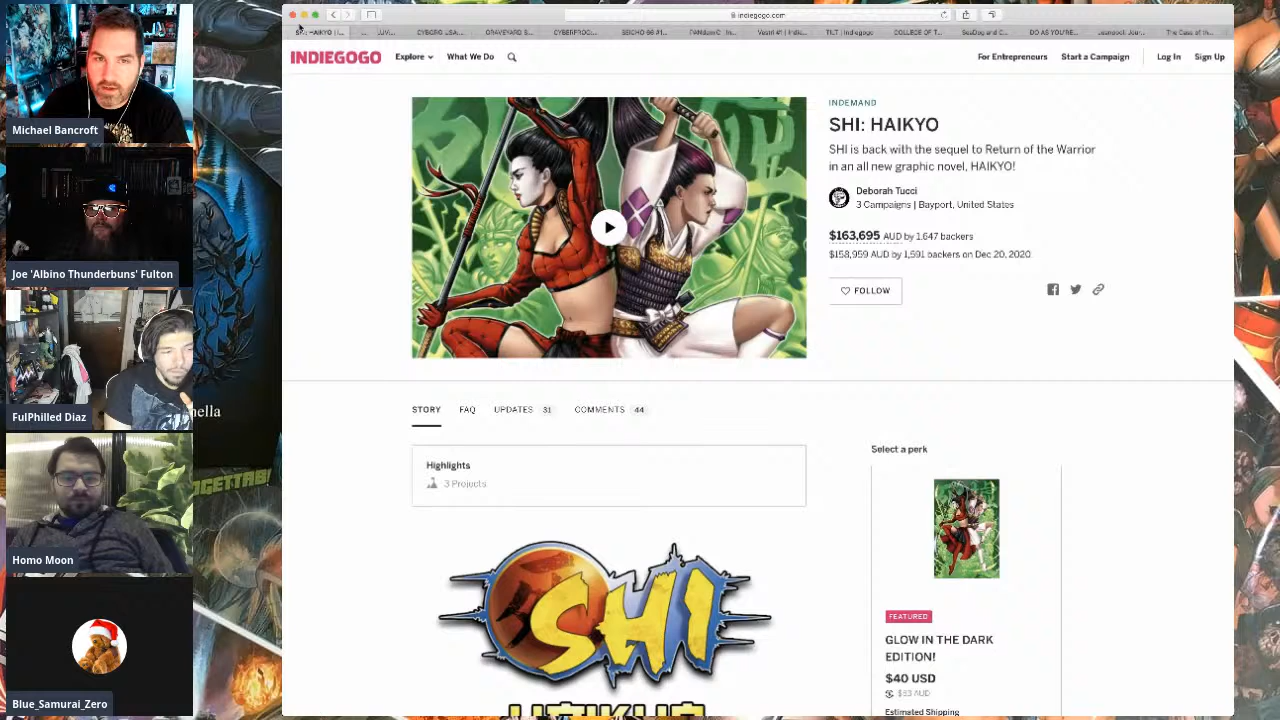 Michael Bancroft
Joe 'Albino Thunderbuns' Fulton
FulPhilled Diaz
Homo Moon
Blue_Samurai_Zero
indiegogo.com
INDIEGOGO
Explore
What We Do
For Entrepreneurs
Start a Campaign
Log In
Sign Up
INDEMAND
SHI: HAIKYO
SHI is back with the sequel to Return of the Warrior
in an all new graphic novel, HAIKYO!
Deborah Tucci
3 Campaigns | Bayport, United States
$163,695 AUD by 1,647 backers
$158,959 AUD by 1,591 backers on Dec 20, 2020
FOLLOW
STORY
FAQ
UPDATES 31
COMMENTS 44
Highlights
3 Projects
SHI
Select a perk
FEATURED
GLOW IN THE DARK
EDITION!
$40 USD
$53 AUD
Estimated Shipping